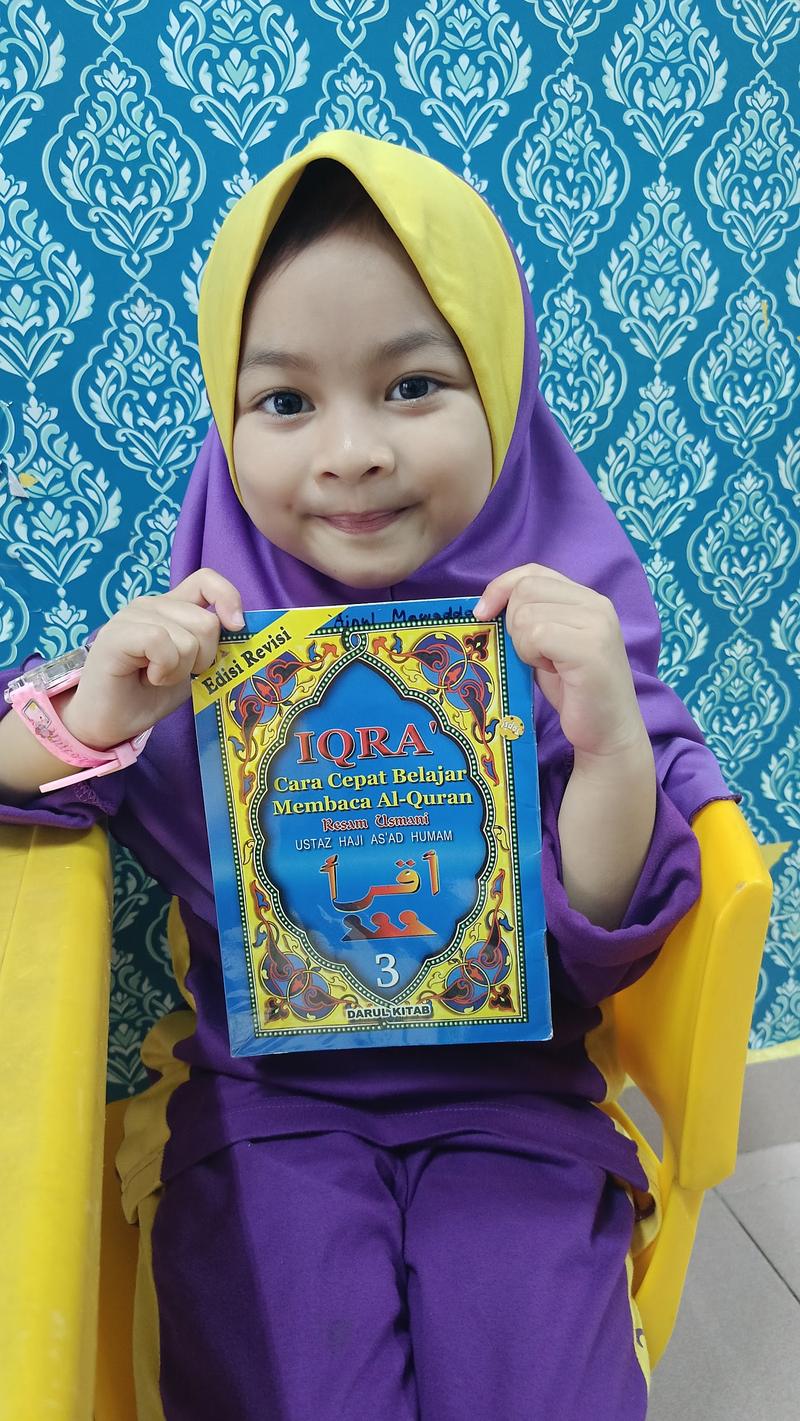 Ainul
Edisi Revisi
IQRA'
Cara Cepat Belajar
Membaca Al-Quran
Resam Usmani
USTAZ HAJI AS'AD HUMAM
أقرأ
3
DARUL KITAB